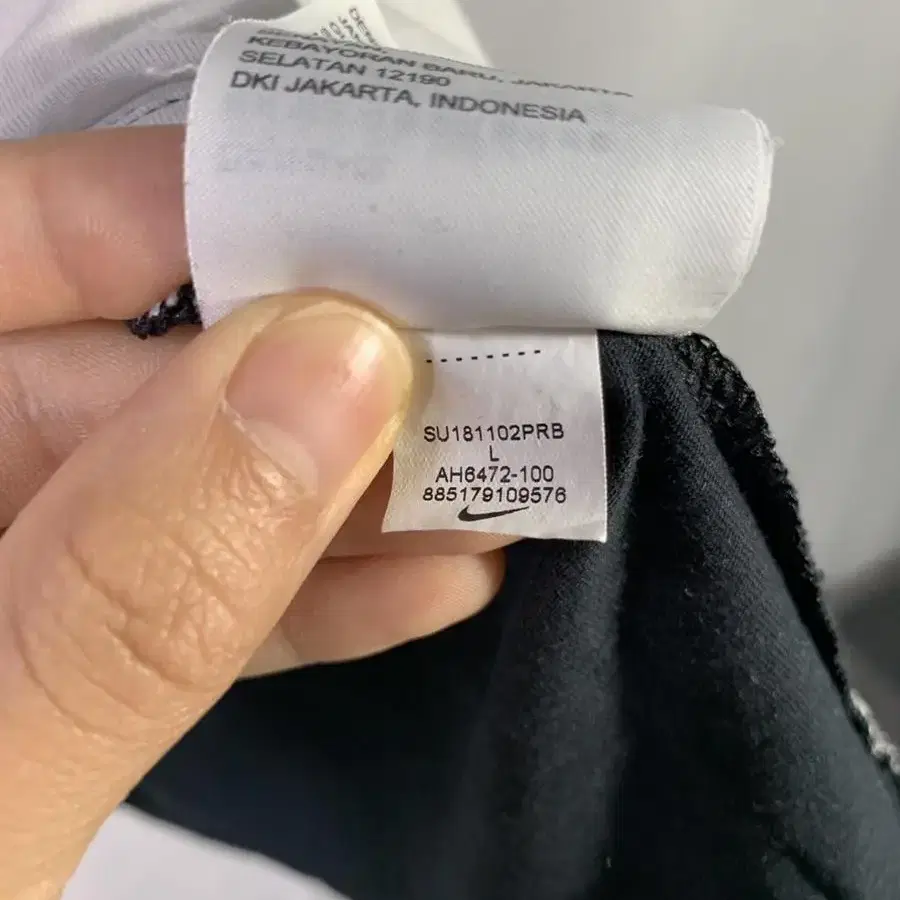 KEBAYORAN BARU, JAKARTA
SELATAN 12190
DKI JAKARTA, INDONESIA
SU181102PRB
L
AH6472-100
885179109576